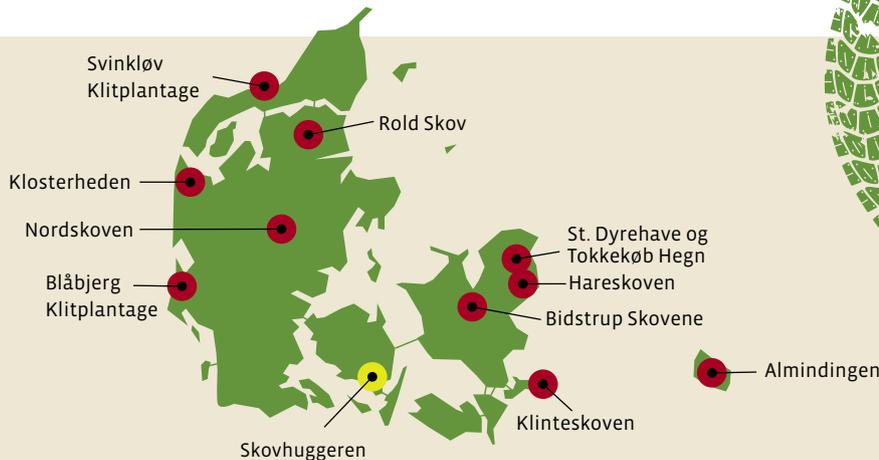 Svinkløv
Klitplantage
Rold Skov
Klosterheden
Nordskoven
St. Dyrehave og
Tokkekøb Hegn
Blåbjerg
Klitplantage
Hareskoven
Bidstrup Skovene
Almindingen
Klinteskoven
Skovhuggeren